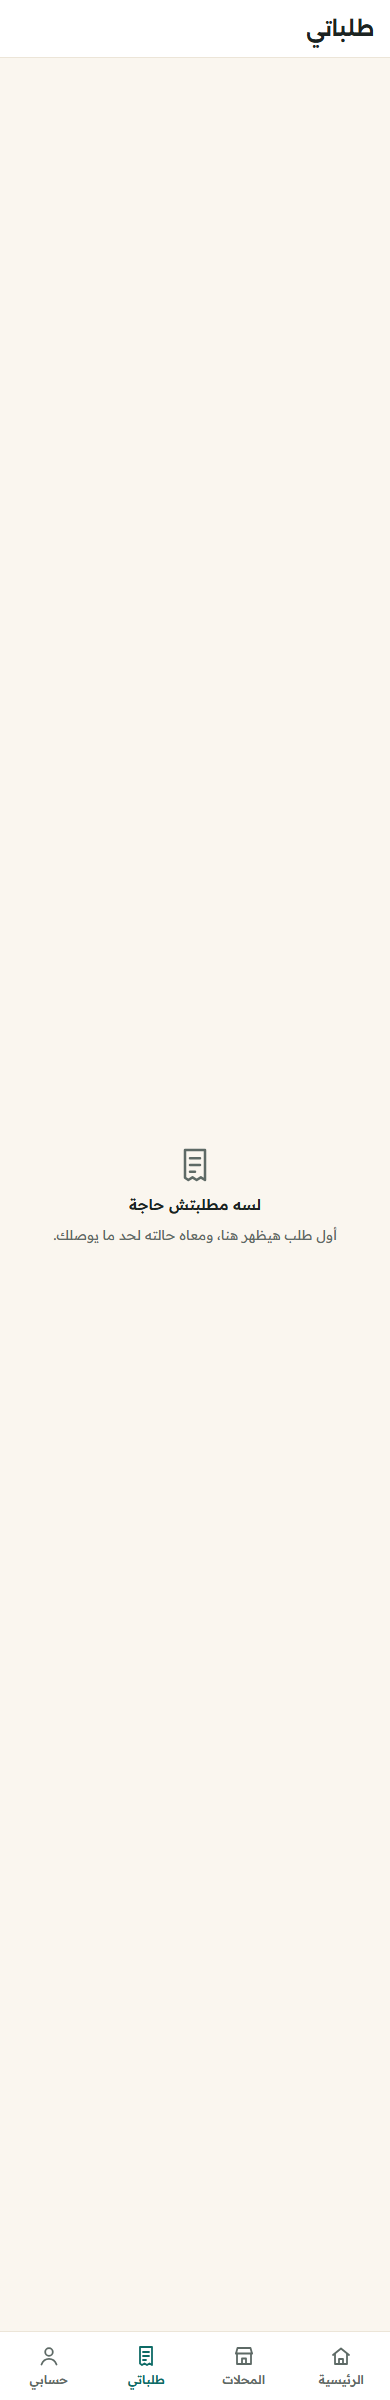 طلباتي
لسه مطلبتش حاجة
أول طلب هيظهر هنا، ومعاه حالته لحد ما يوصلك.
الرئيسية
المحلات
طلباتي
حسابي